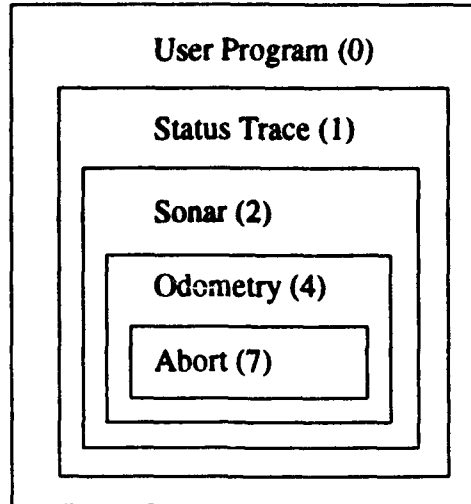 User Program (0)
Status Trace (1)
Sonar (2)
Odometry (4)
Abort (7)